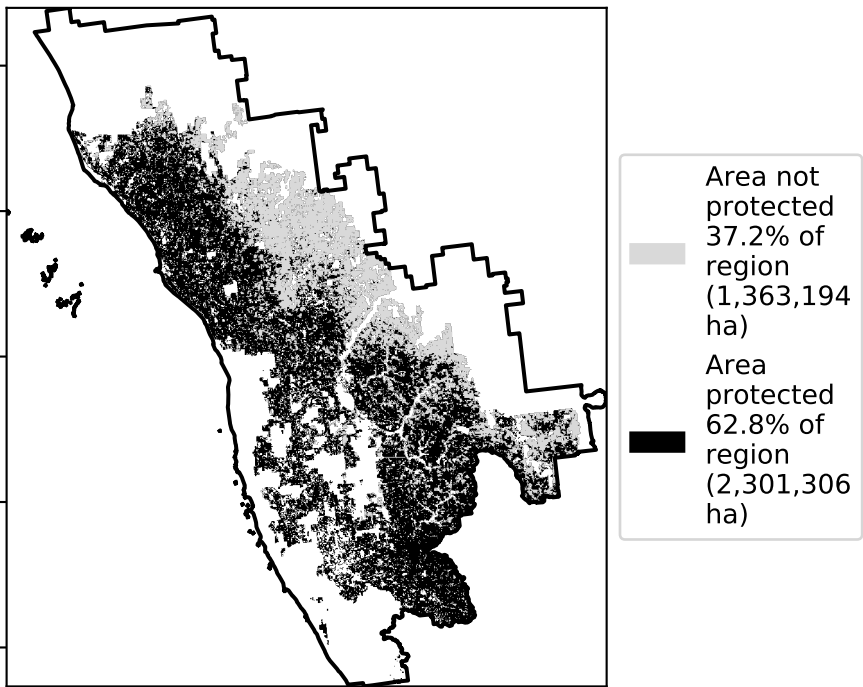 Area not
protected
37.2% of
region
(1,363,194
ha)
Area
protected
62.8% of
region
(2,301,306
ha)